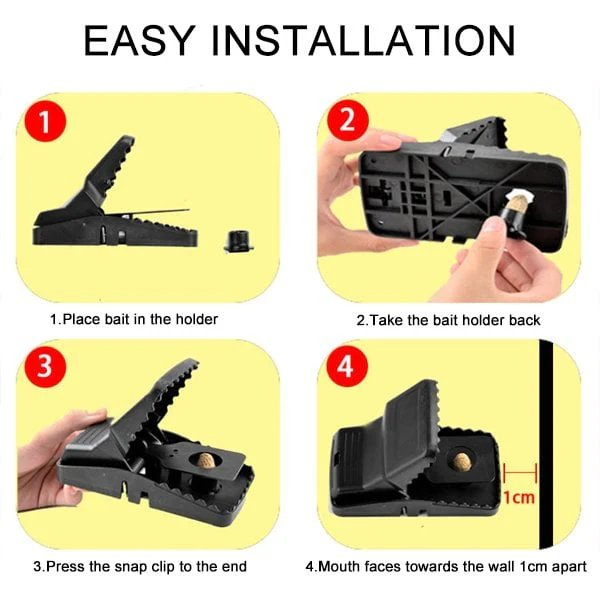 EASY INSTALLATION
1
2
1.Place bait in the holder
2.Take the bait holder back
3
4
1cm
3.Press the snap clip to the end
4.Mouth faces towards the wall 1cm apart